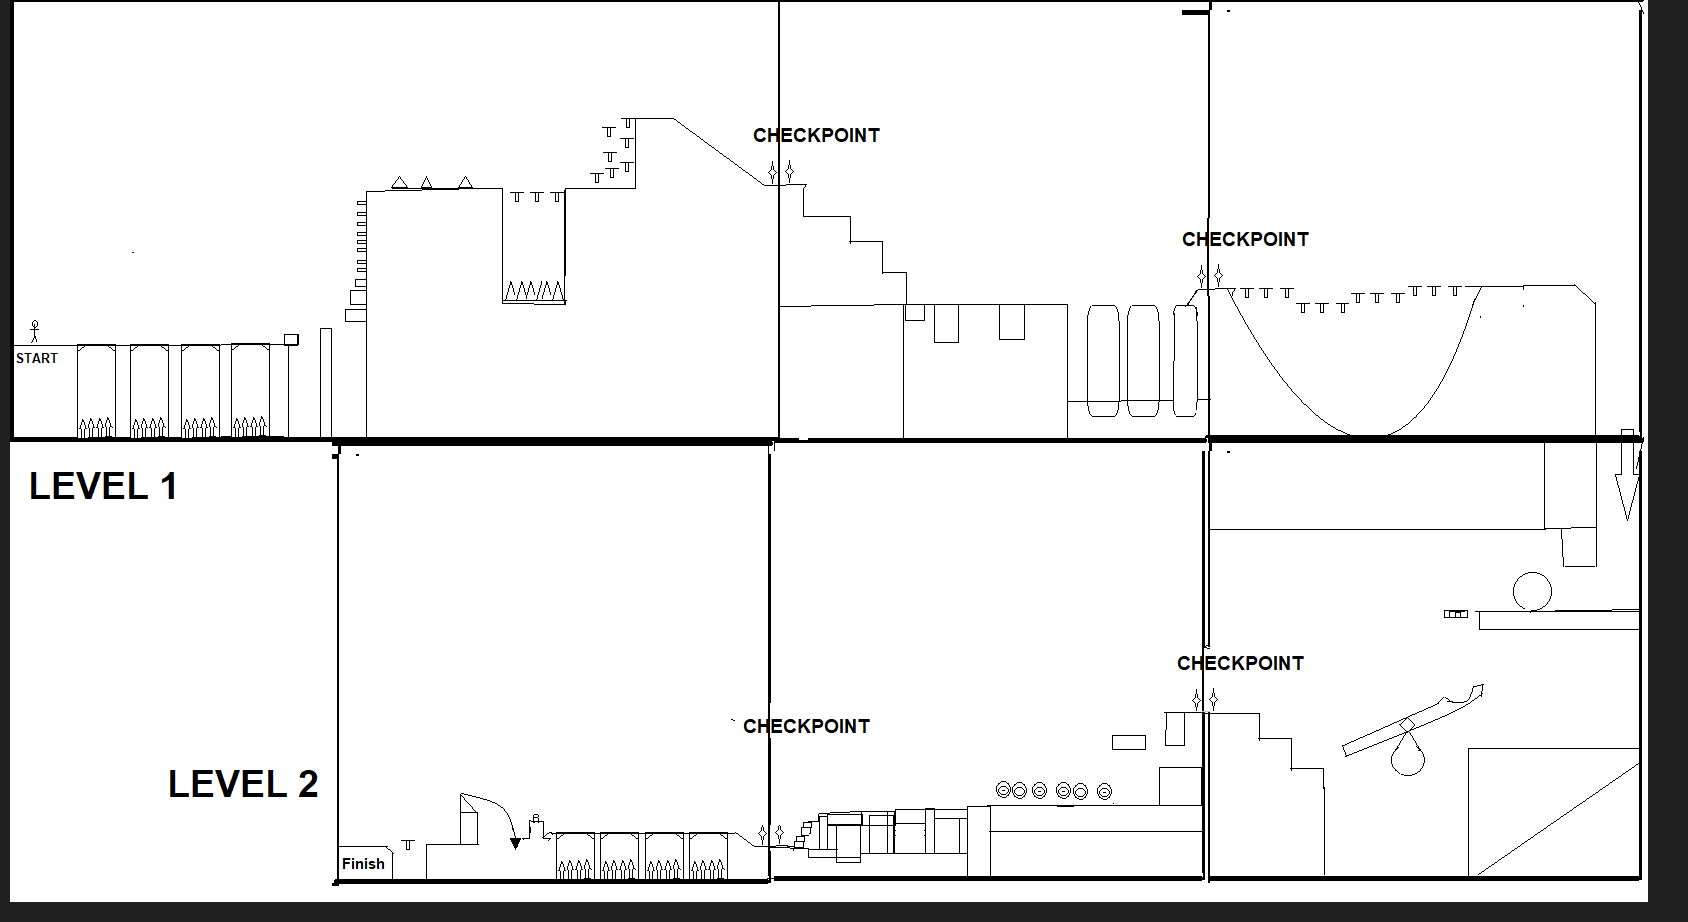 CHECKPOINT
CHECKPOINT
START
LEVEL 1
CHECKPOINT
CHECKPOINT
LEVEL 2
Finish